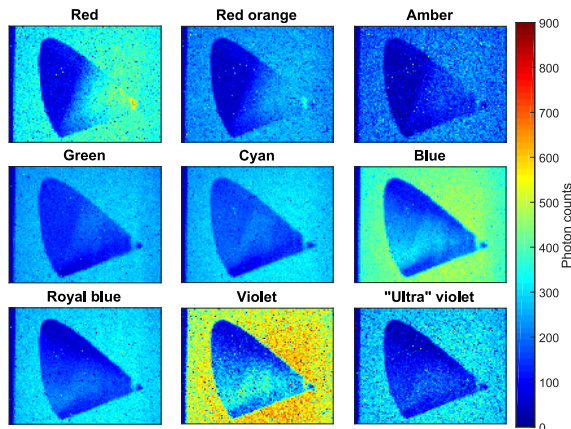 Red
Red orange
Amber
Green
Cyan
Blue
Royal blue
Violet
"Ultra" violet
900
800
700
600
500
400
300
200
100
0
Photon counts